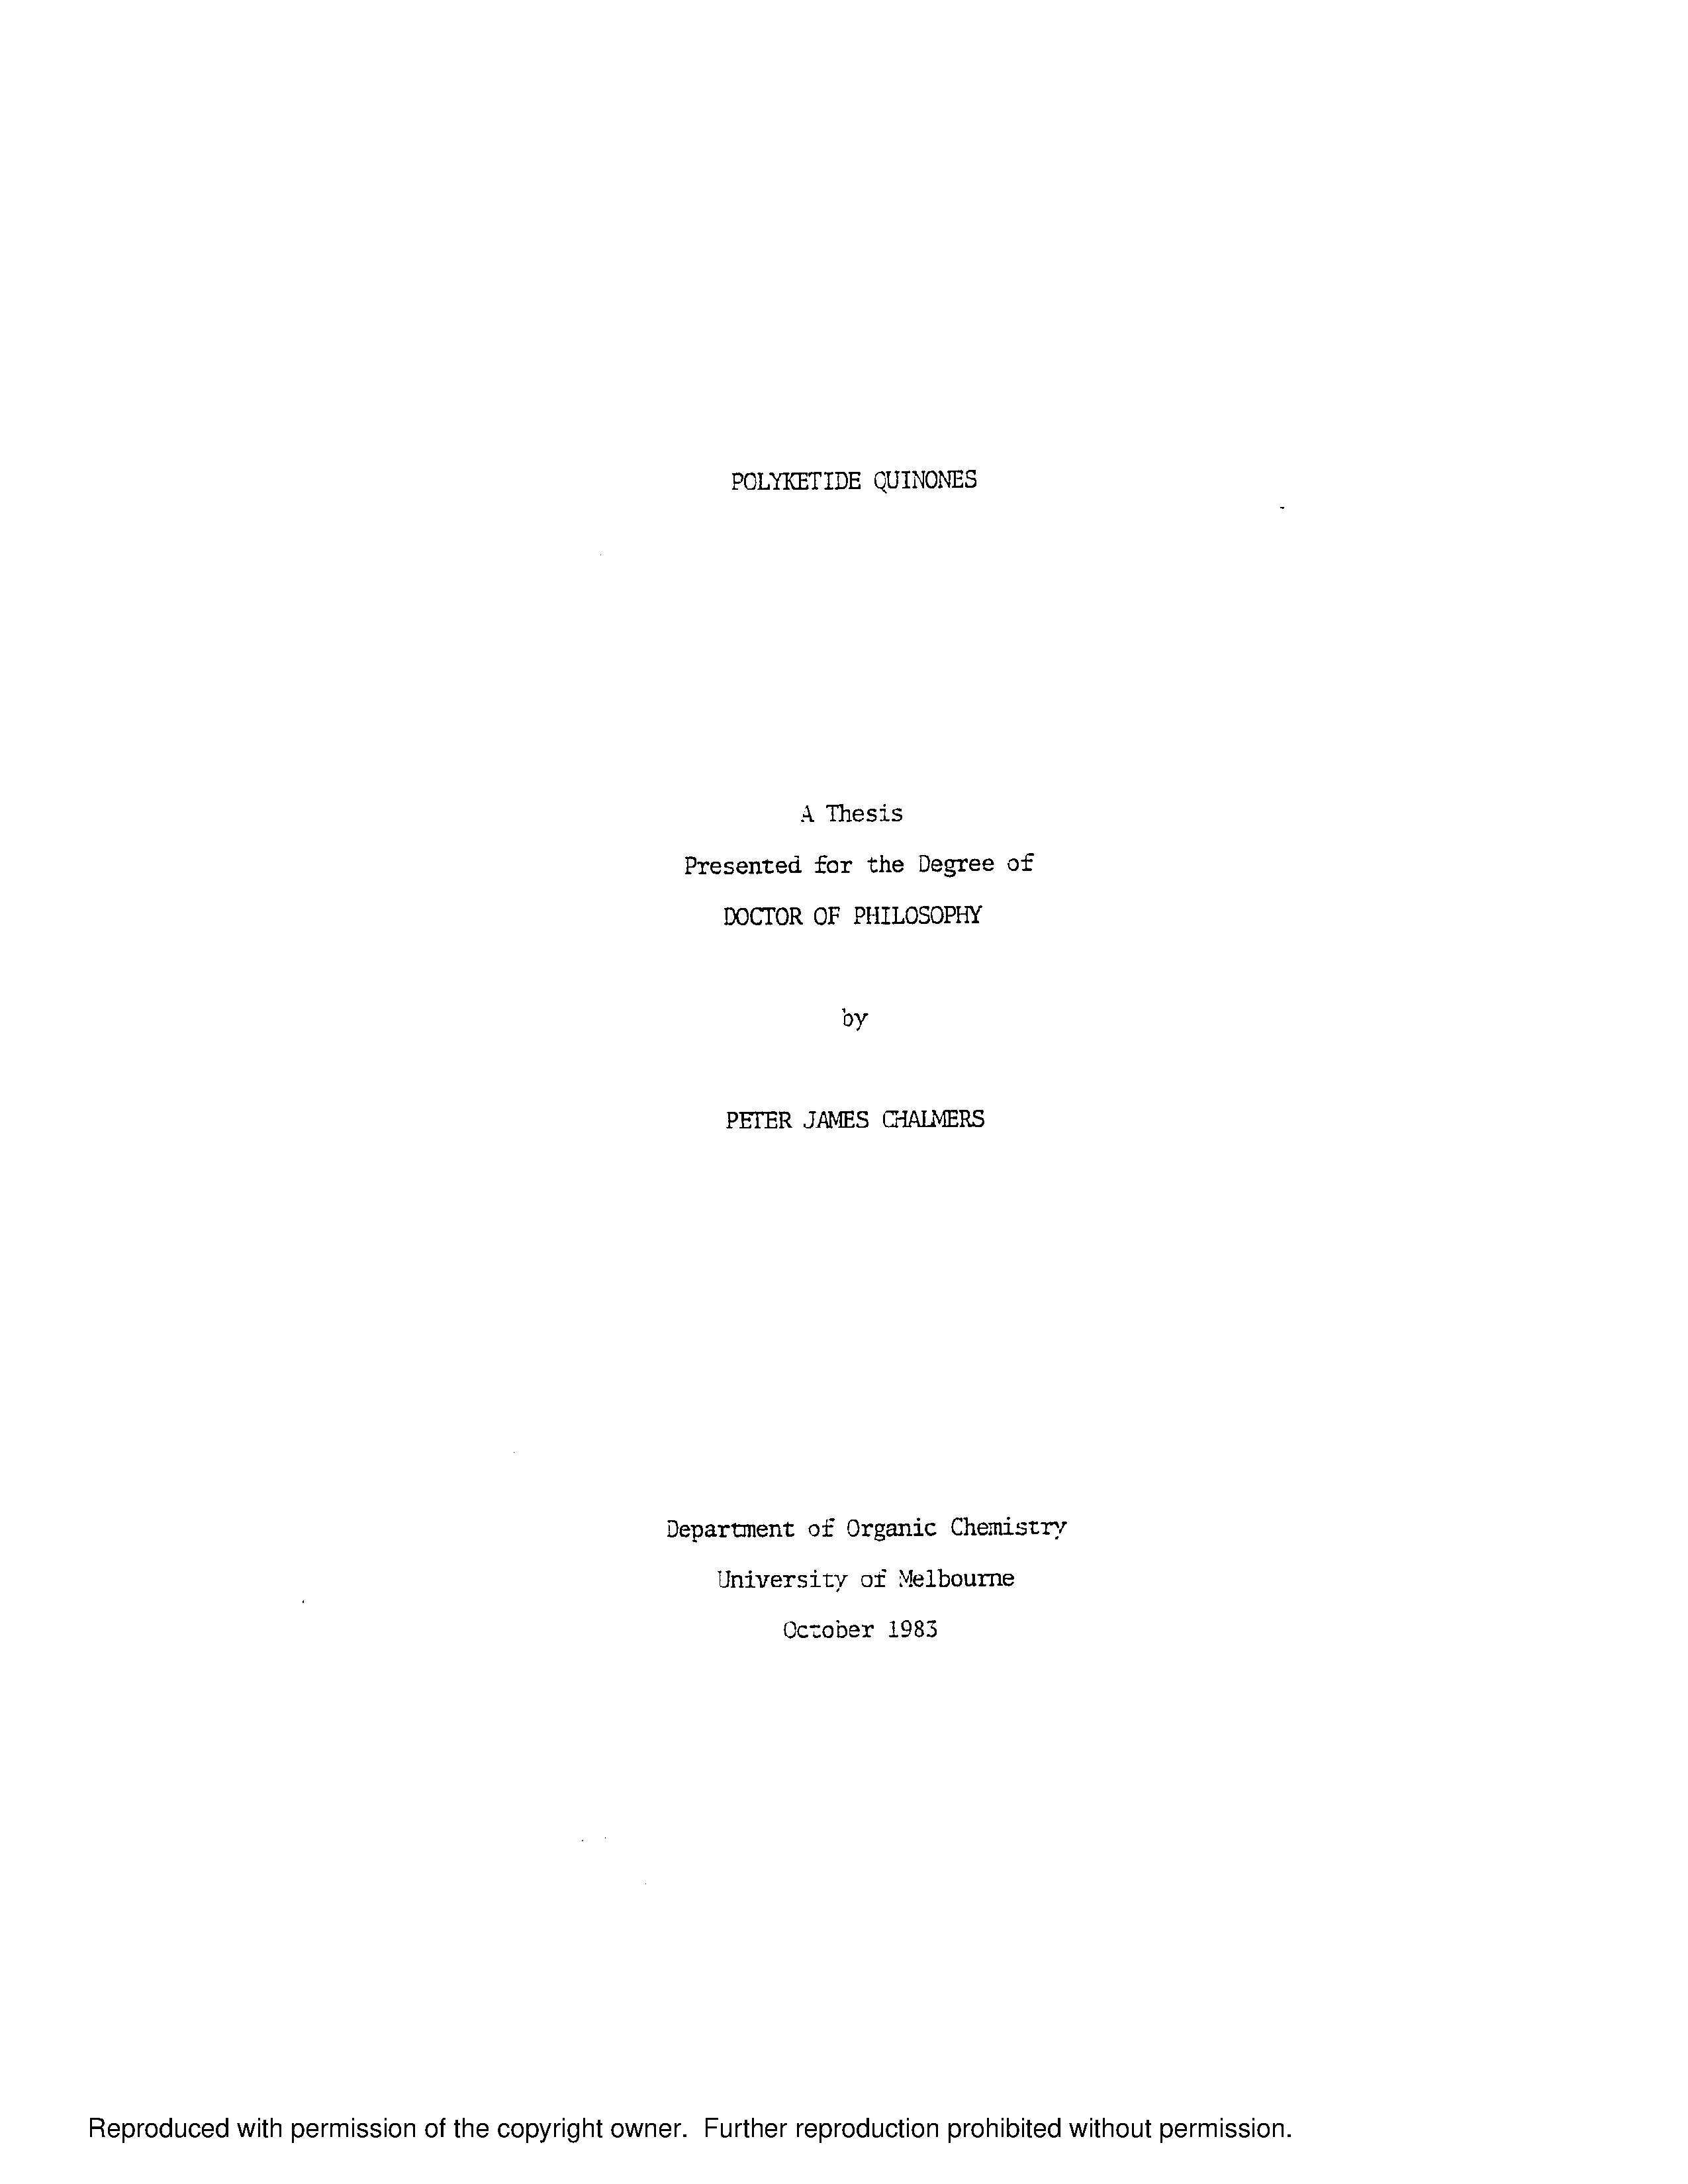 POLYKETIDE QUINONES
A Thesis
Presented for the Degree of
DOCTOR OF PHILOSOPHY
by
PETER JAMES CHALMERS
Department of Organic Chemistry
University of Melbourne
October 1983
Reproduced with permission of the copyright owner. Further reproduction prohibited without permission.